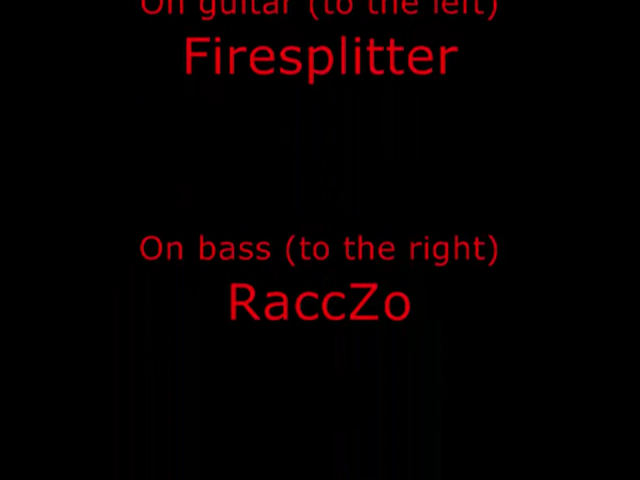 On guitar (to the left)
Firesplitter
On bass (to the right)
RaccZo